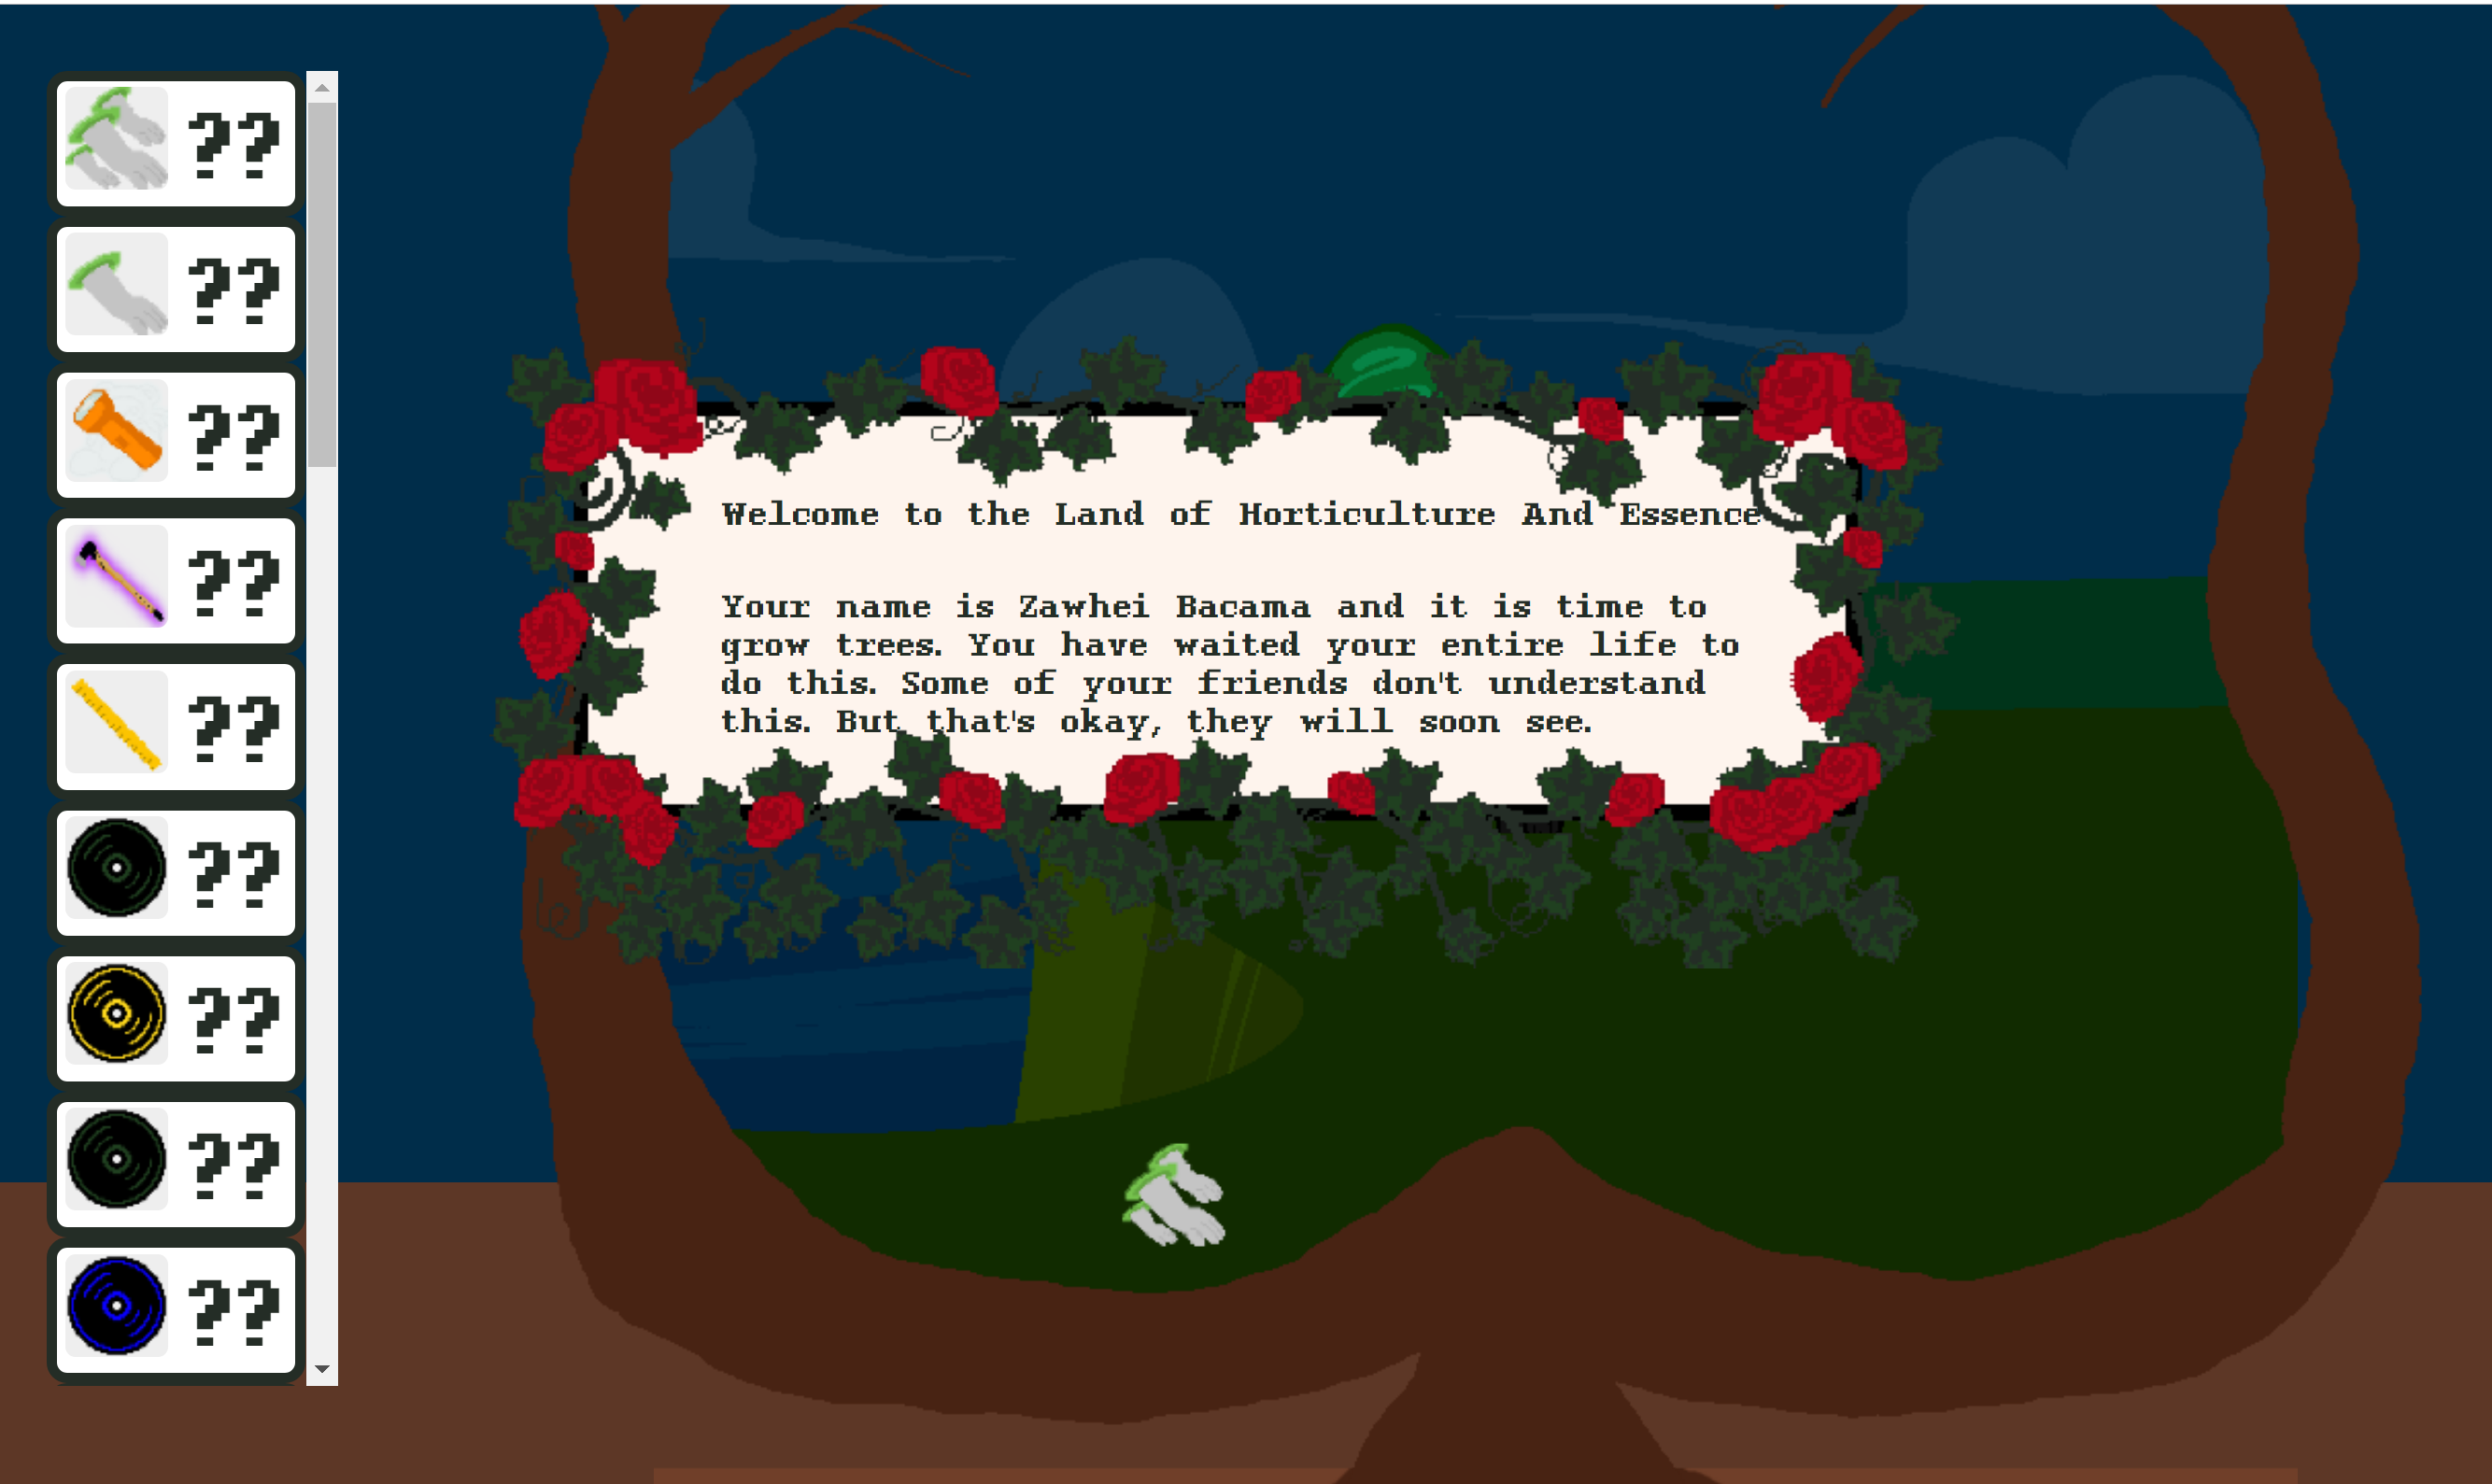 ??
??
??
??
??
??
??
??
??
Welcome to the Land of Horticulture And Essence
Your name is Zawhei Bacama and it is time to
grow trees. You have waited your entire life to
do this. Some of your friends don't understand
this. But that's okay, they will soon see.